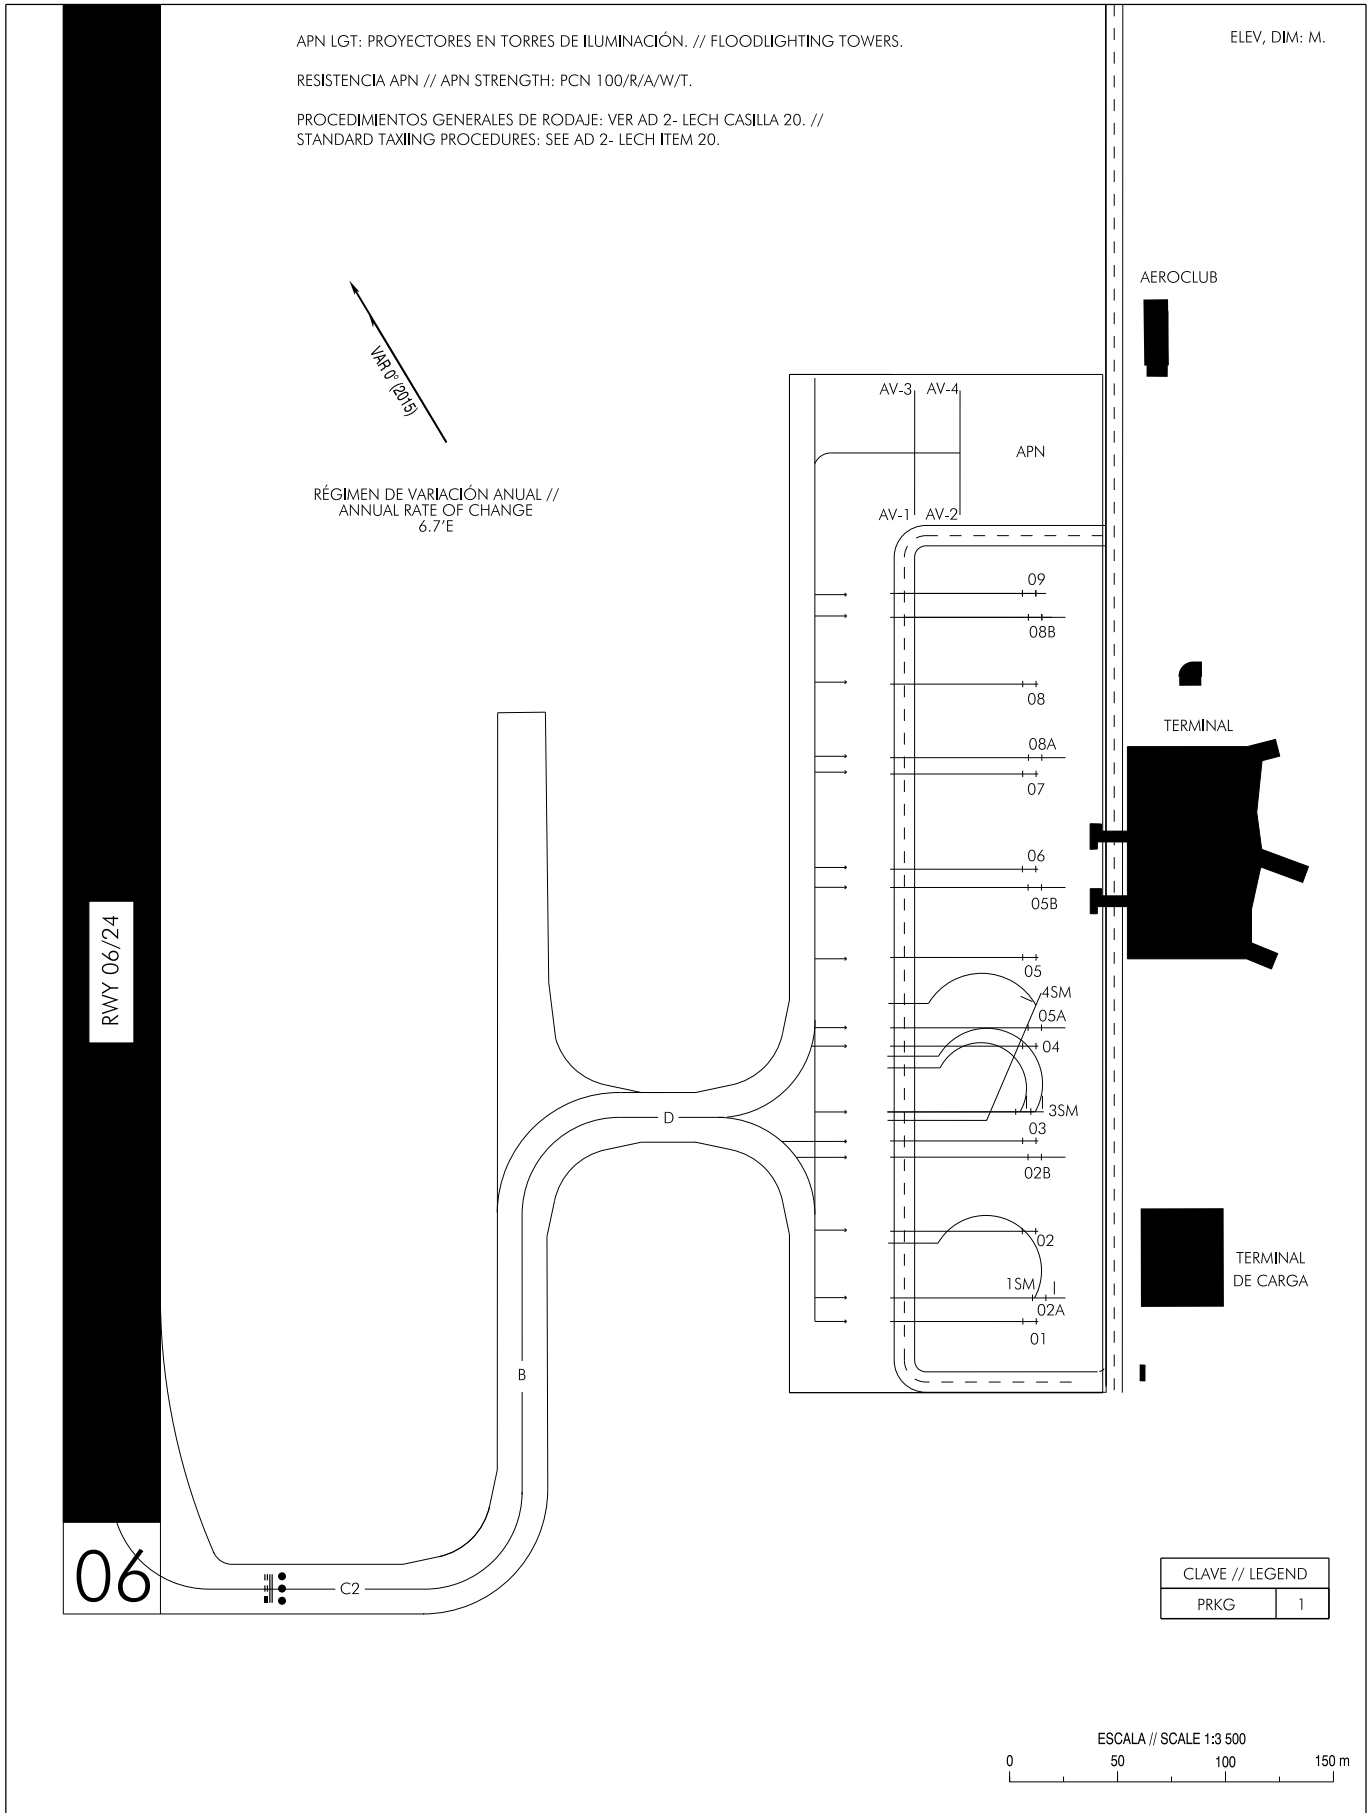 APN LGT: PROYECTORES EN TORRES DE ILUMINACIÓN. // FLOODLIGHTING TOWERS.
ELEV, DIM: M.
RESISTENCIA APN // APN STRENGTH: PCN 100/R/A/W/T.
PROCEDIMIENTOS GENERALES DE RODAJE: VER AD 2- LECH CASILLA 20. //
STANDARD TAXIING PROCEDURES: SEE AD 2- LECH ITEM 20.
AEROCLUB
VAR 0° (2015)
AV-3 AV-4
APN
RÉGIMEN DE VARIACIÓN ANUAL //
ANNUAL RATE OF CHANGE
6.7'E
AV-1 AV-2
09
08B
08
TERMINAL
08A
07
06
05B
RWY 06/24
05
4SM
05A
04
3SM
D
03
02B
02
TERMINAL
DE CARGA
1SM
02A
01
B
06
C2
CLAVE // LEGEND
PRKG 1
ESCALA // SCALE 1:3 500
0 50 100 150 m